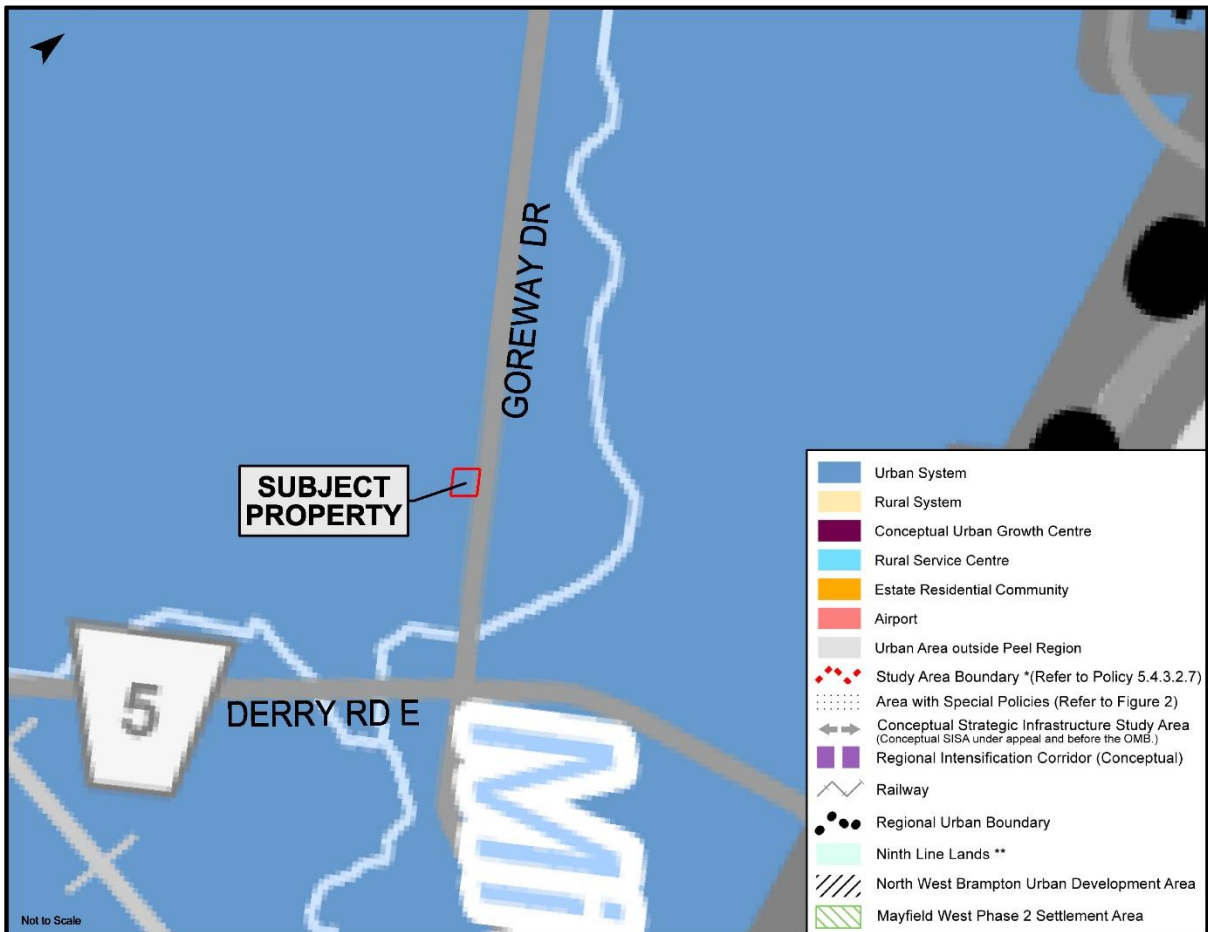 GOREWAY DR
SUBJECT
PROPERTY
5
DERRY RD E
Mi
Not to Scale
Urban System
Rural System
Conceptual Urban Growth Centre
Rural Service Centre
Estate Residential Community
Airport
Urban Area outside Peel Region
Study Area Boundary *(Refer to Policy 5.4.3.2.7)
Area with Special Policies (Refer to Figure 2)
Conceptual Strategic Infrastructure Study Area
(Conceptual SISA under appeal and before the OMB.)
Regional Intensification Corridor (Conceptual)
Railway
Regional Urban Boundary
Ninth Line Lands **
North West Brampton Urban Development Area
Mayfield West Phase 2 Settlement Area